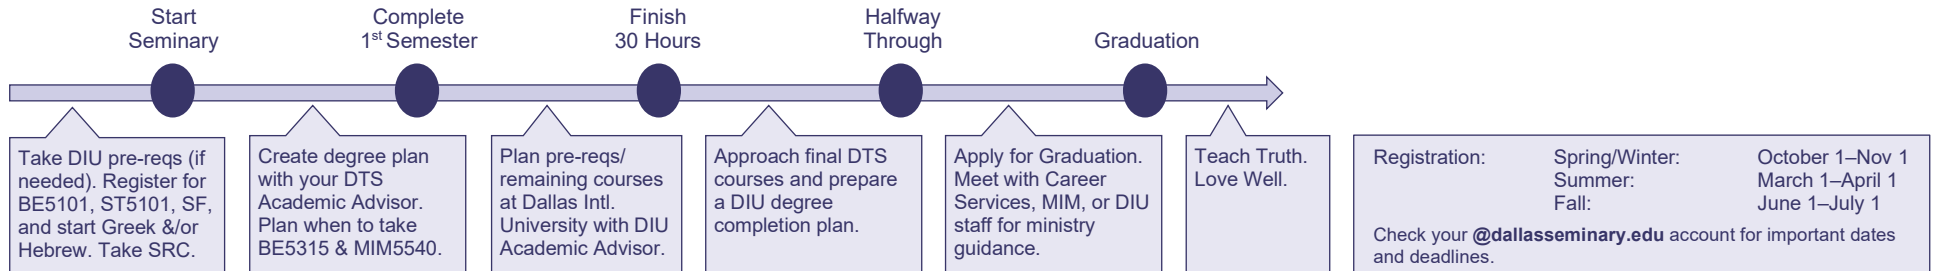 Start
Seminary
Complete
1st Semester
Finish
30 Hours
Halfway
Through
Graduation
Take DIU pre-reqs (if
needed). Register for
BE5101, ST5101, SF,
and start Greek &/or
Hebrew. Take SRC.
Create degree plan
with your DTS
Academic Advisor.
Plan when to take
BE5315 & MIM5540.
Plan pre-reqs/
remaining courses
at Dallas Intl.
University with DIU
Academic Advisor.
Approach final DTS
courses and prepare
a DIU degree
completion plan.
Apply for Graduation.
Meet with Career
Services, MIM, or DIU
staff for ministry
guidance.
Teach Truth.
Love Well.
Registration: Spring/Winter: October 1–Nov 1
Summer: March 1–April 1
Fall: June 1–July 1
Check your @dallasseminary.edu account for important dates
and deadlines.